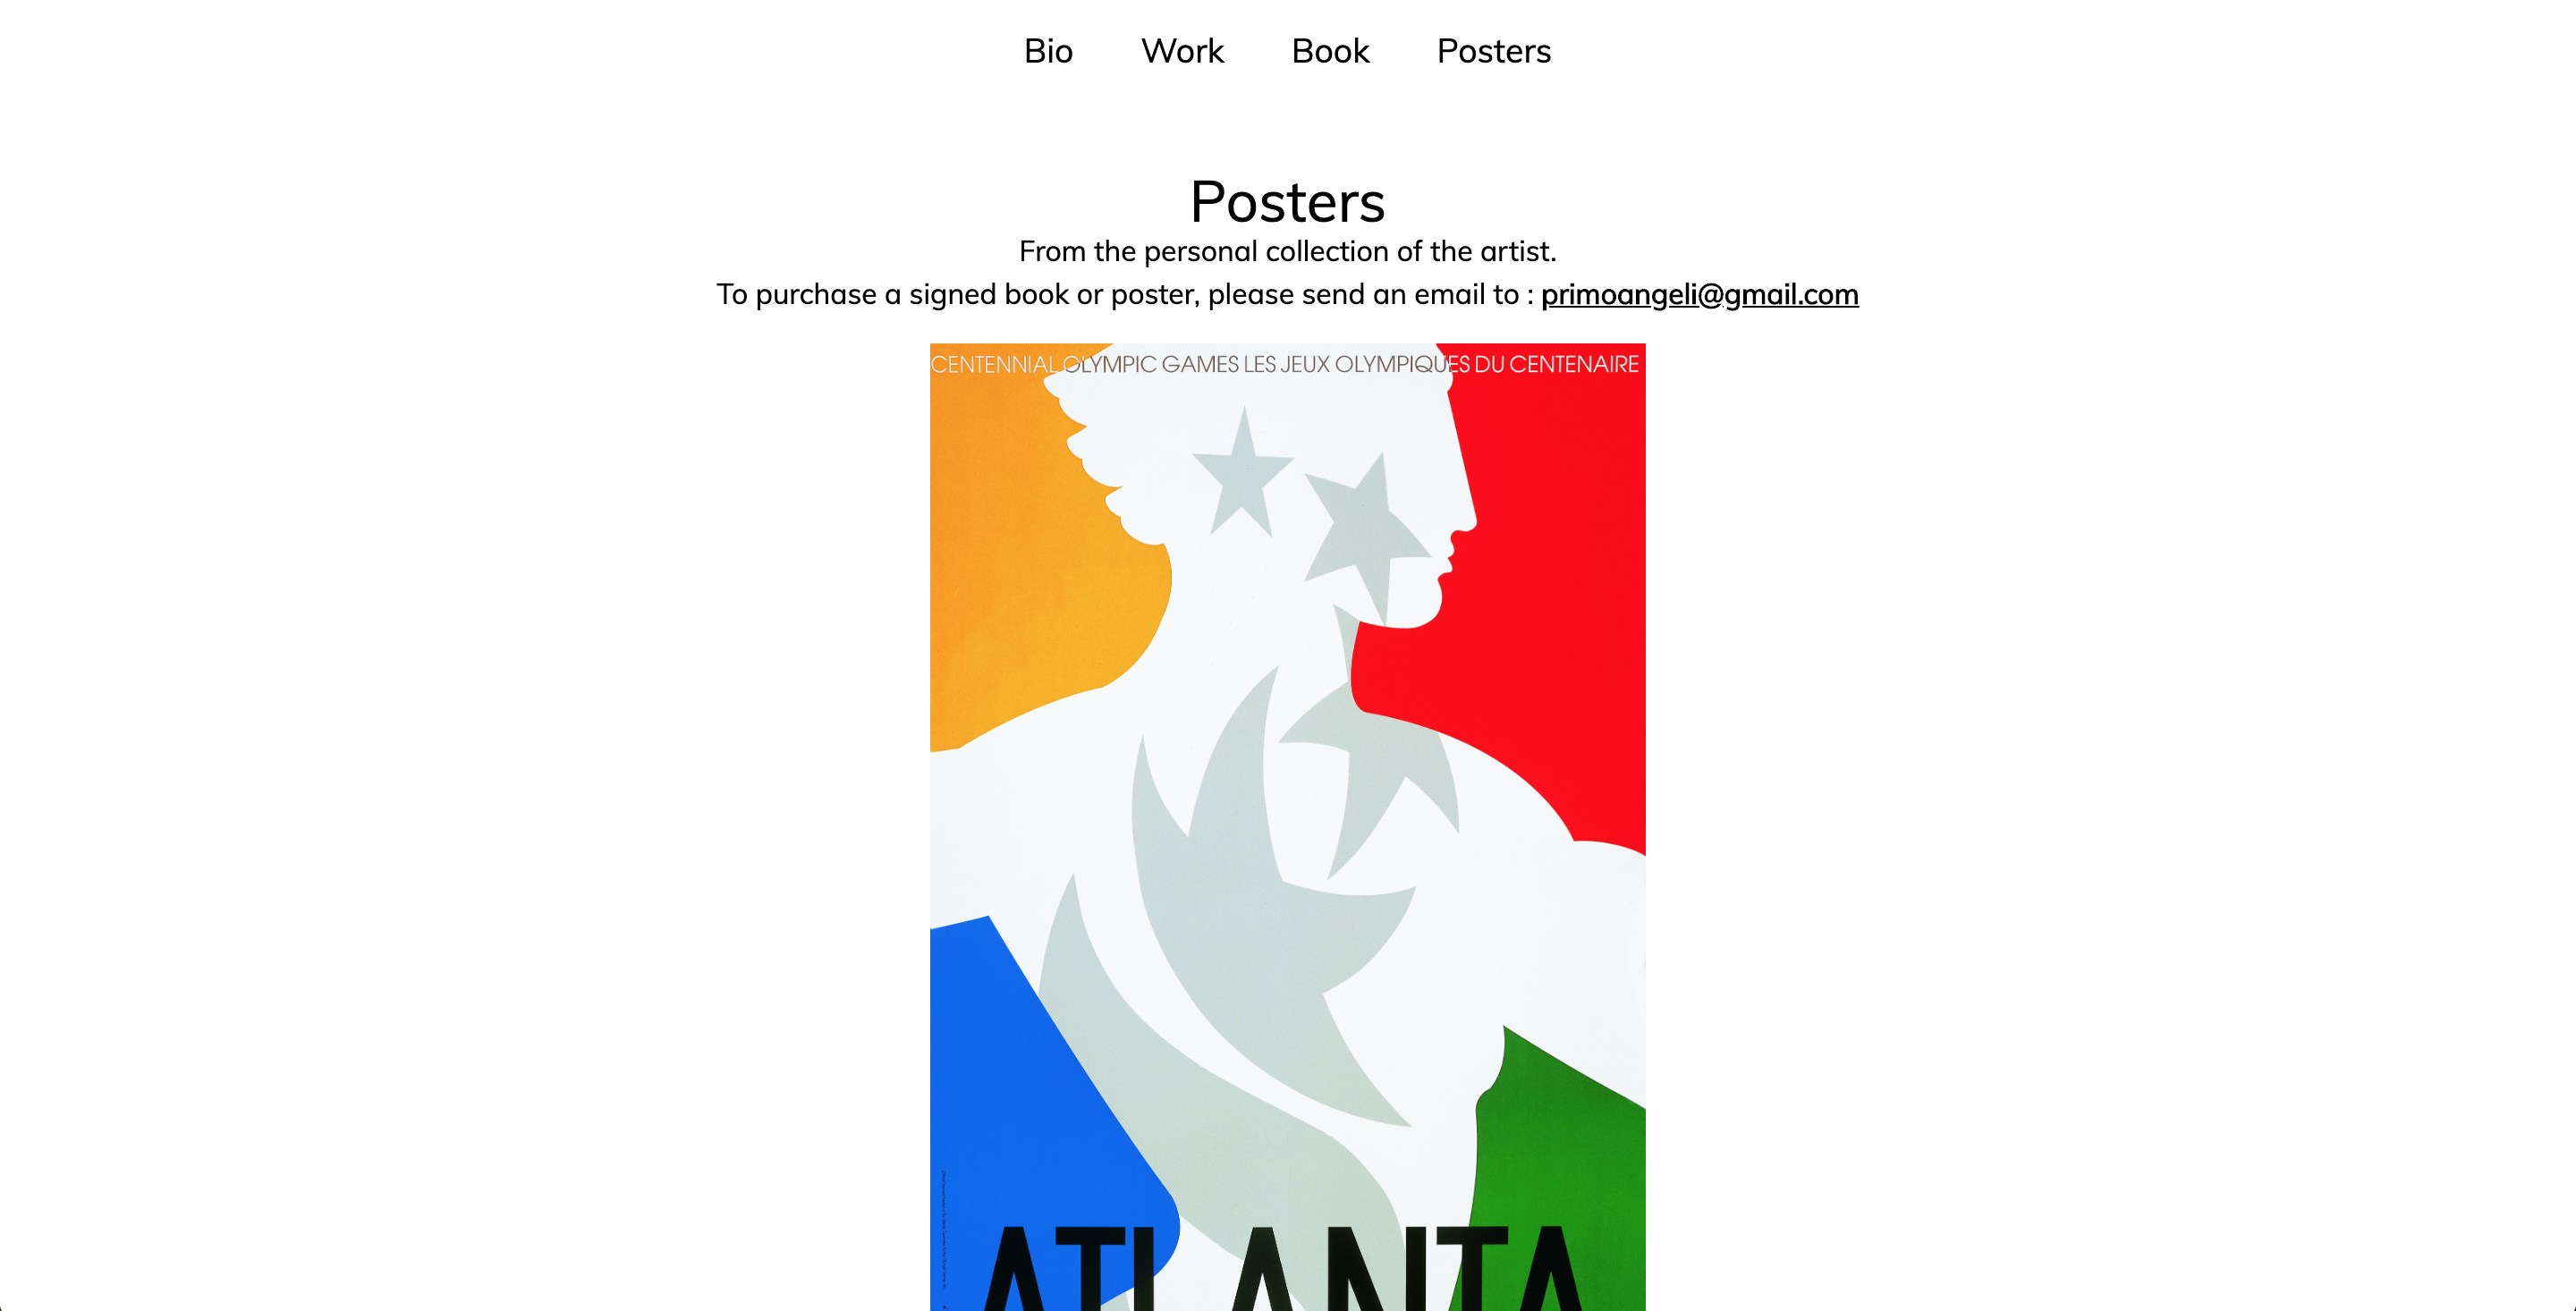 Bio Work Book Posters
Posters
From the personal collection of the artist.
To purchase a signed book or poster, please send an email to : primoangeli@gmail.com
CENTENNIAL OLYMPIC GAMES LES JEUX OLYMPIQUES DU CENTENAIRE
ATLANTA